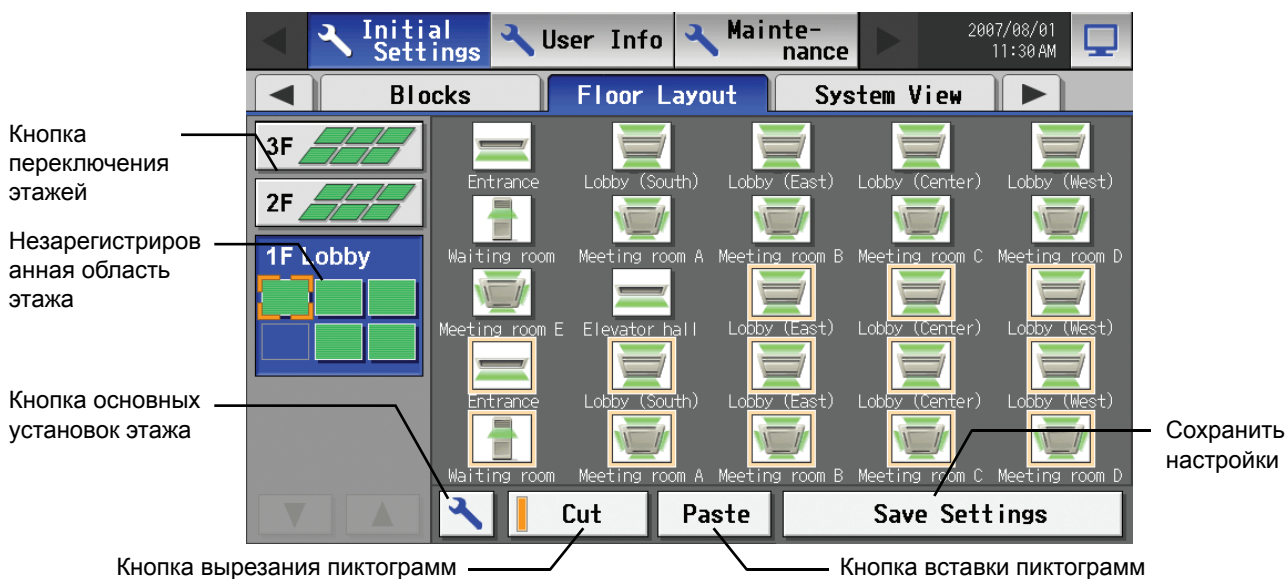 Initial
Settings
User Info
Mainte-
nance
2007/08/01
11:30 AM
Blocks
Floor Layout
System View
Кнопка
переключения
этажей
3F
2F
Незарегистриров
анная область
этажа
1F Lobby
Кнопка основных
установок этажа
Entrance
Lobby (South)
Lobby (East)
Lobby (Center)
Lobby (West)
Waiting room
Meeting room A
Meeting room B
Meeting room C
Meeting room D
Meeting room E
Elevator hall
Lobby (East)
Lobby (Center)
Lobby (West)
Entrance
Lobby (South)
Lobby (East)
Lobby (Center)
Lobby (West)
Waiting room
Meeting room A
Meeting room B
Meeting room C
Meeting room D
Сохранить
настройки
Cut
Paste
Save Settings
Кнопка вырезания пиктограмм
Кнопка вставки пиктограмм